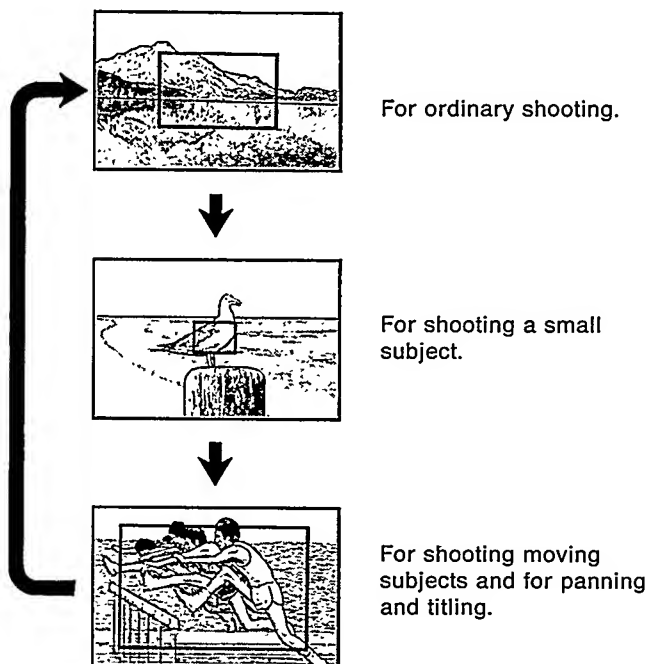 For ordinary shooting.
For shooting a small
subject.
For shooting moving
subjects and for panning
and titling.